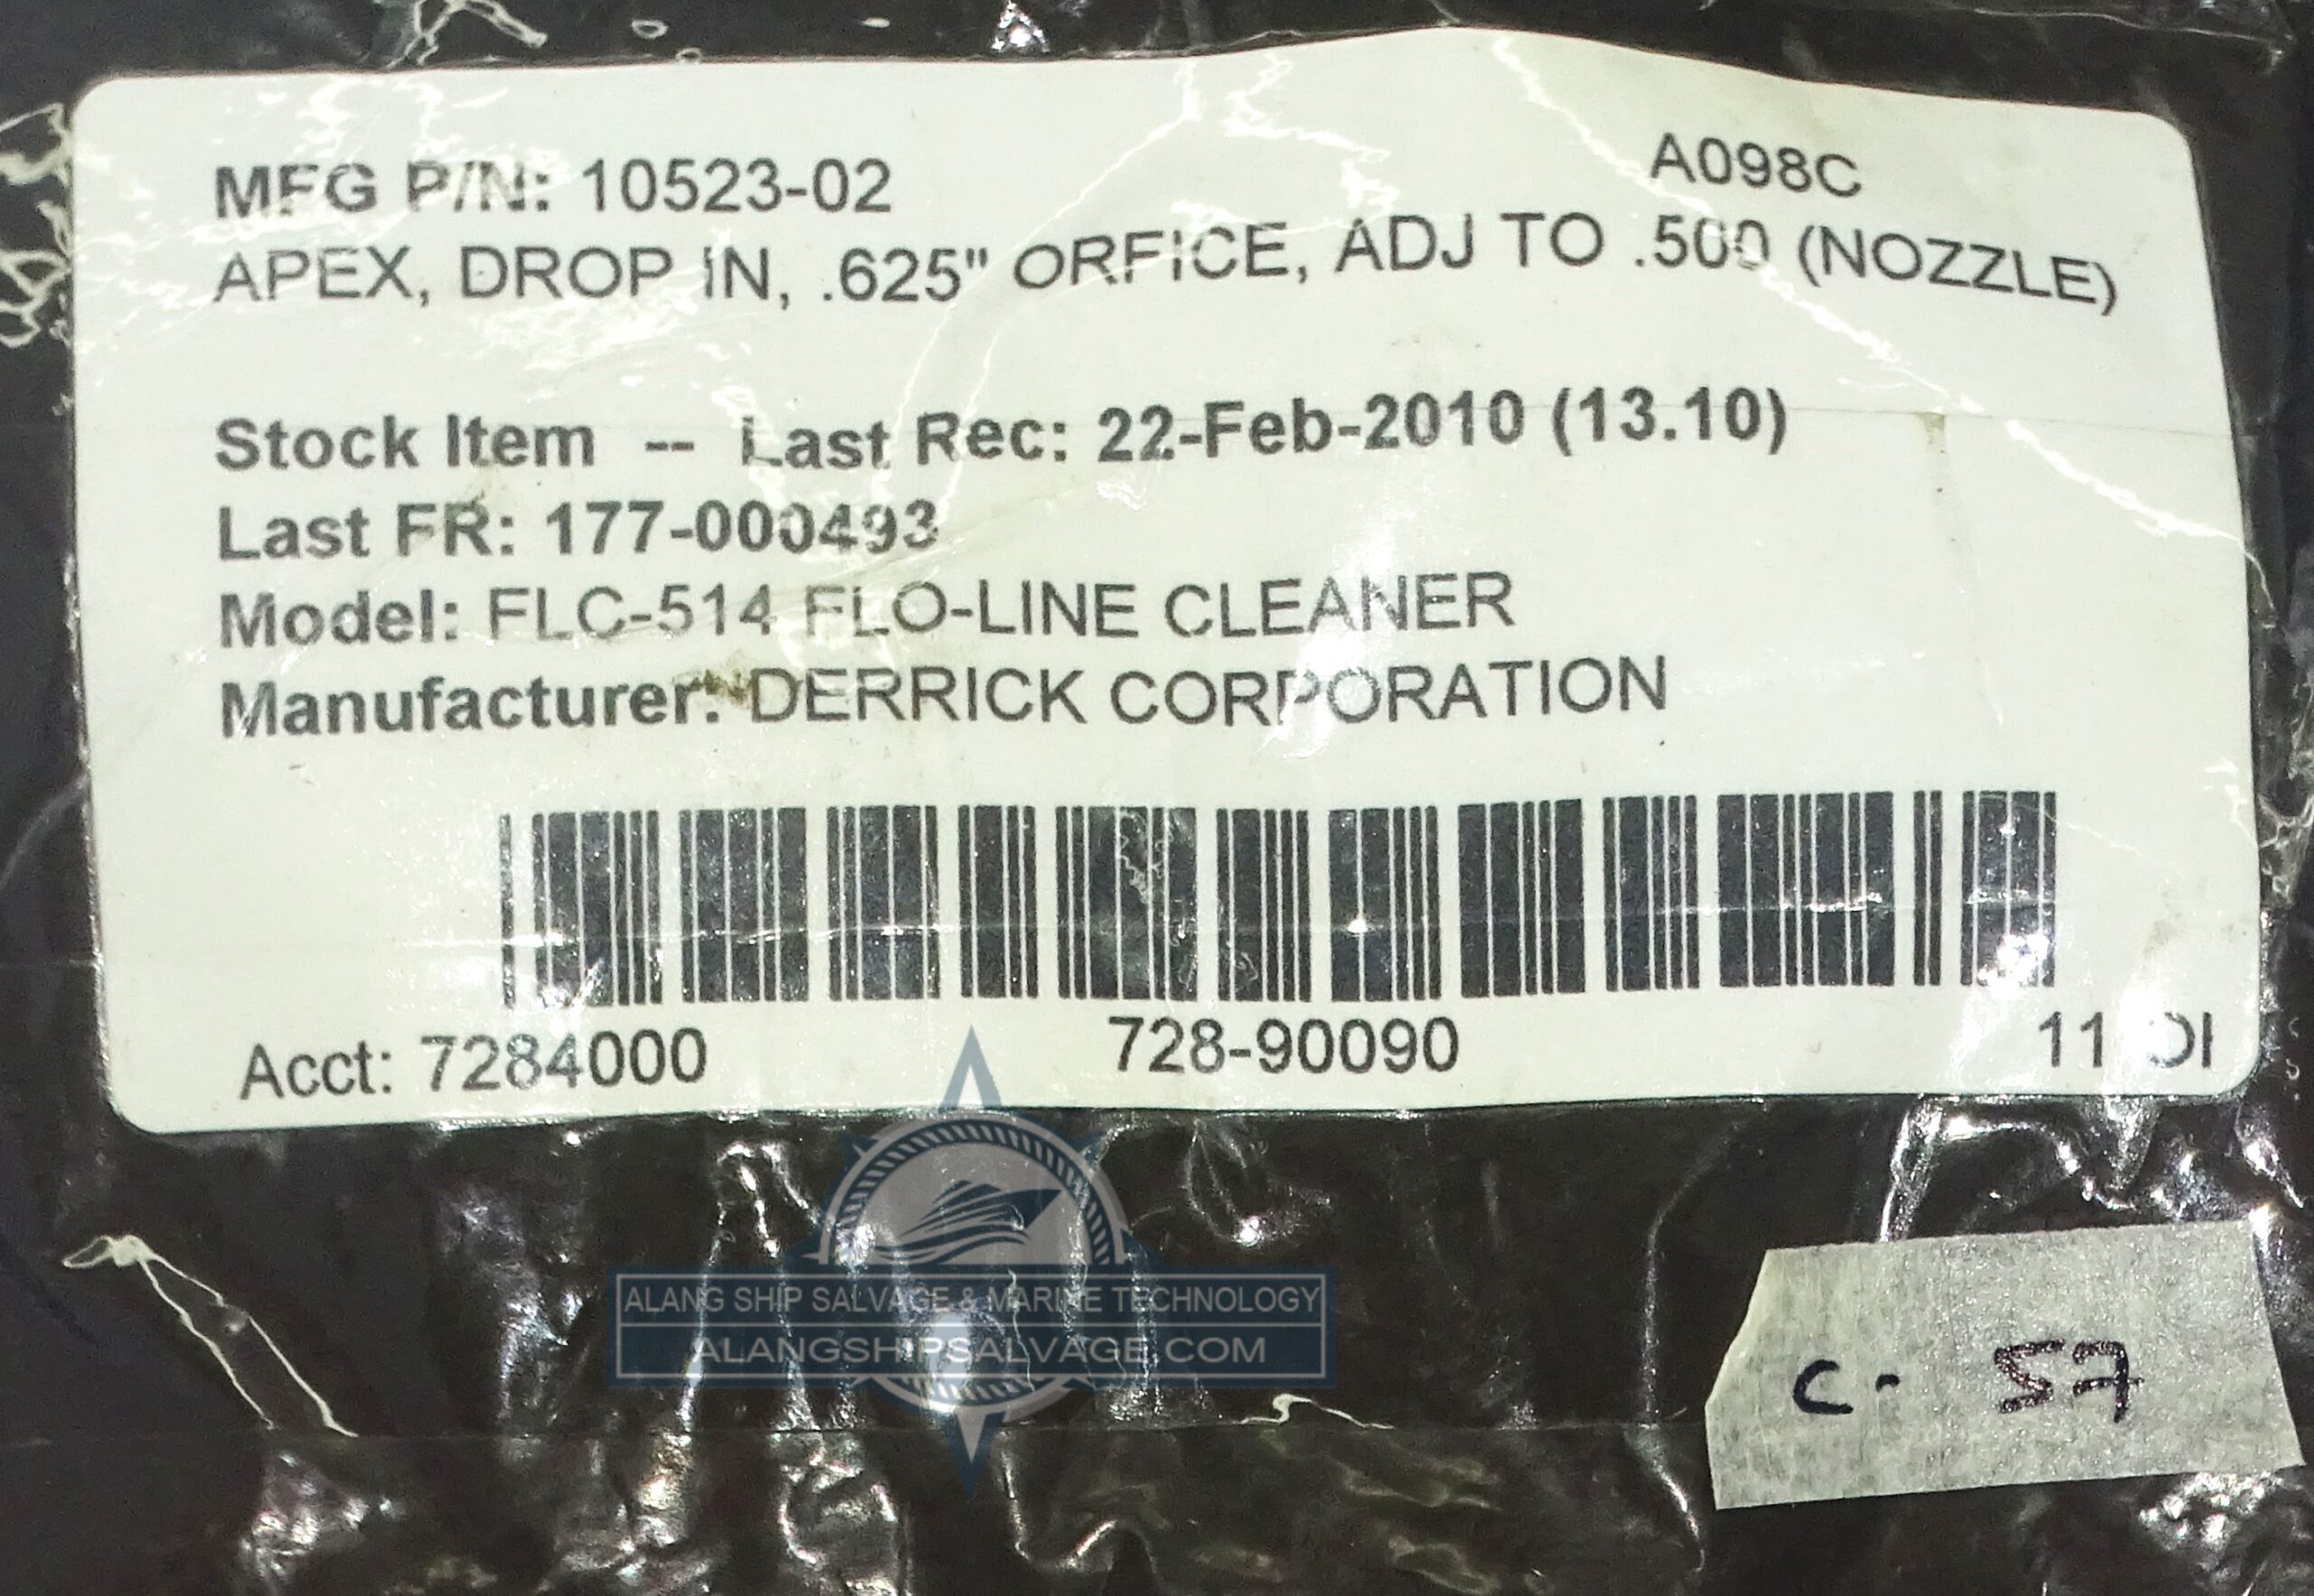 A098C
MFG P/N: 10523-02
APEX, DROP IN, .625" ORFICE, ADJ TO .500 (NOZZLE)
Stock Item -- Last Rec: 22-Feb-2010 (13.10)
Last FR: 177-000493
Model: FLC-514 FLO-LINE CLEANER
Manufacturer: DERRICK CORPORATION
Acct: 7284000 728-90090 11
ALANG SHIP SALVAGE & MARINE TECHNOLOGY
ALANGSHIPSALVAGE.COM
C- 57